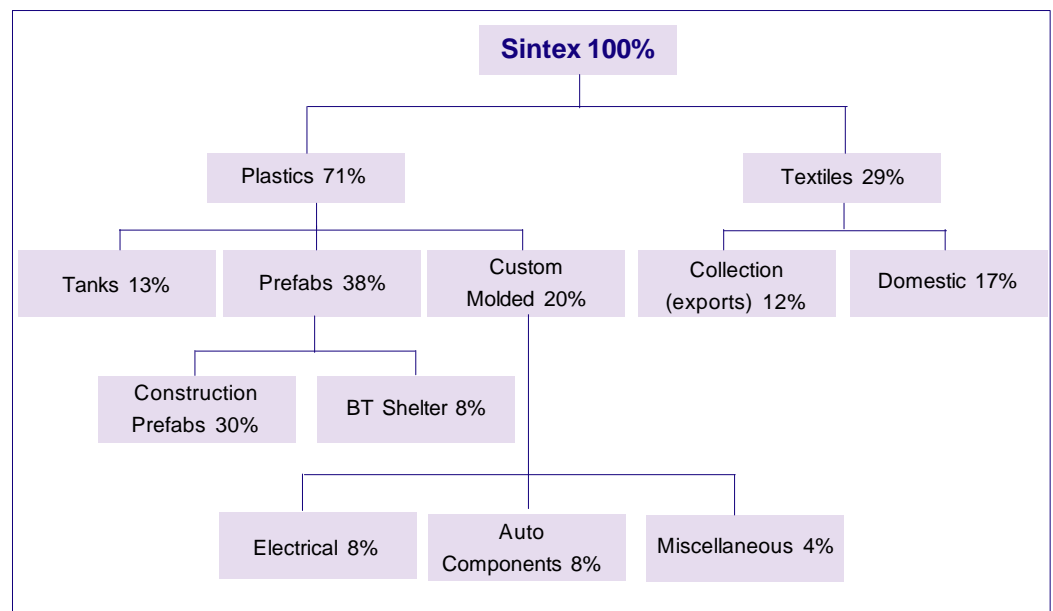 Sintex 100%
Plastics 71%
Textiles 29%
Tanks 13%
Prefabs 38%
Custom
Molded 20%
Collection
(exports) 12%
Domestic 17%
Construction
Prefabs 30%
BT Shelter 8%
Electrical 8%
Auto
Components 8%
Miscellaneous 4%